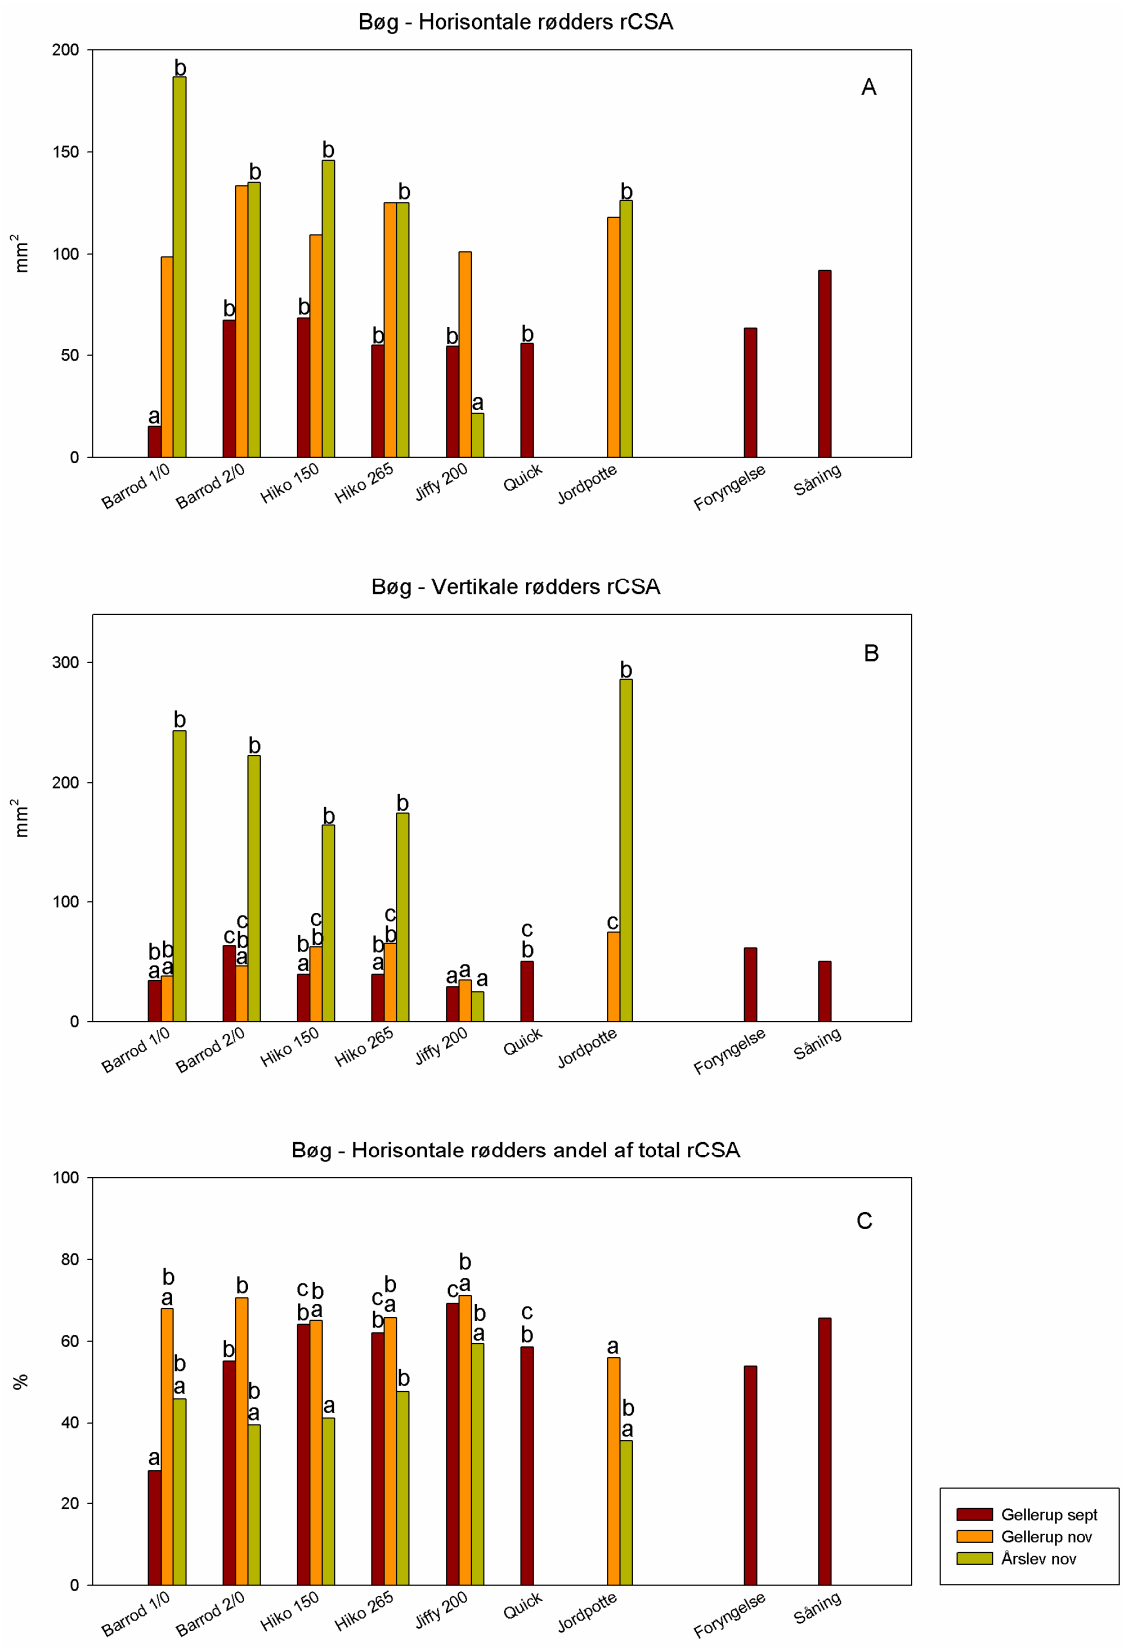 Bøg - Horisontale rødders rCSA
A
200
150
100
50
0
mm²
b
b
b
b
b
b
b
b
b
b
a
a
Barrod 1/0
Barrod 2/0
Hiko 150
Hiko 265
Jiffy 200
Quick
Jordpotte
Foryngelse
Såning
Bøg - Vertikale rødders rCSA
B
300
200
100
0
mm²
b
b
b
b
b
b a
b a
c
c b a
b a
c b
b a
c b
a
a
a
c b
c
Barrod 1/0
Barrod 2/0
Hiko 150
Hiko 265
Jiffy 200
Quick
Jordpotte
Foryngelse
Såning
Bøg - Horisontale rødders andel af total rCSA
C
100
80
60
40
20
0
%
a
b a
b a
b
b
b a
c b
b a
a
c b
b a
b
c
b a
b a
c b
a
b a
Barrod 1/0
Barrod 2/0
Hiko 150
Hiko 265
Jiffy 200
Quick
Jordpotte
Foryngelse
Såning
Gellerup sept
Gellerup nov
Årslev nov